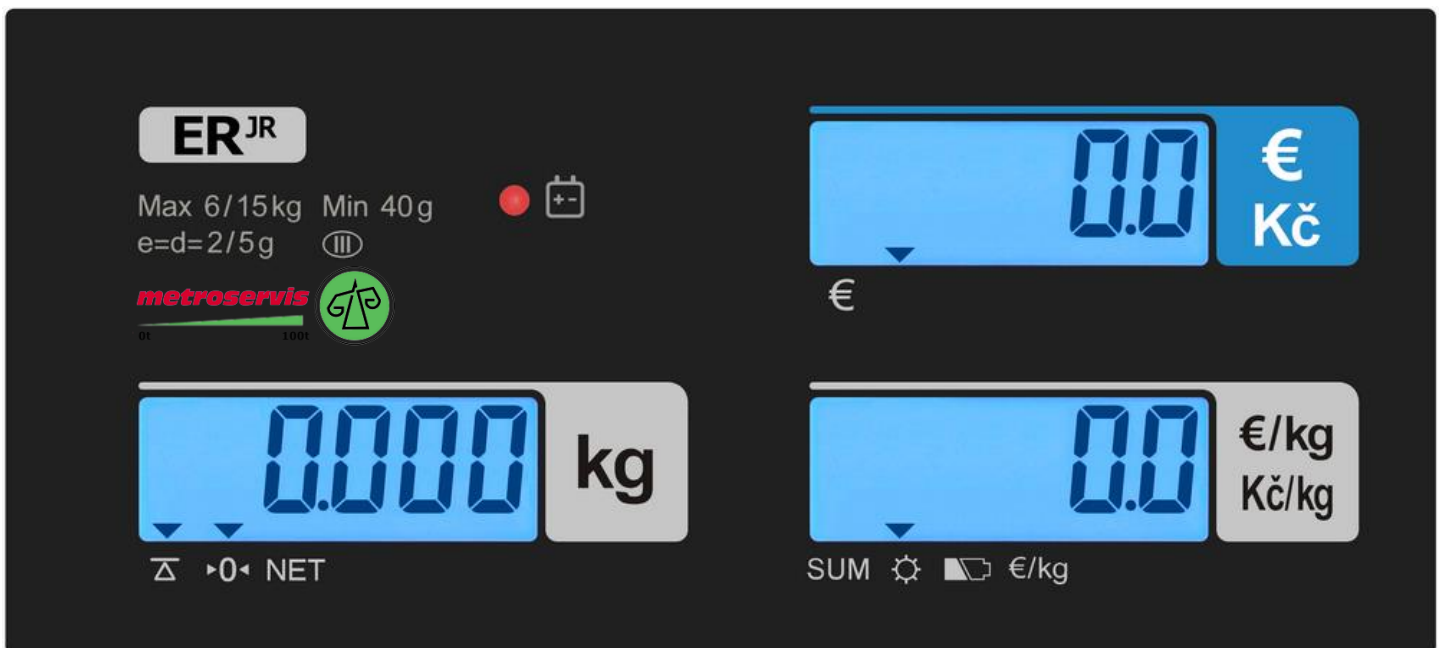 ER JR
Max 6/15kg Min 40g
e=d=2/5g III
metroservis
0t 100t
0.0
€
Kč
€
0.000
kg
▸0◂ NET
0.0
€/kg
Kč/kg
SUM €/kg